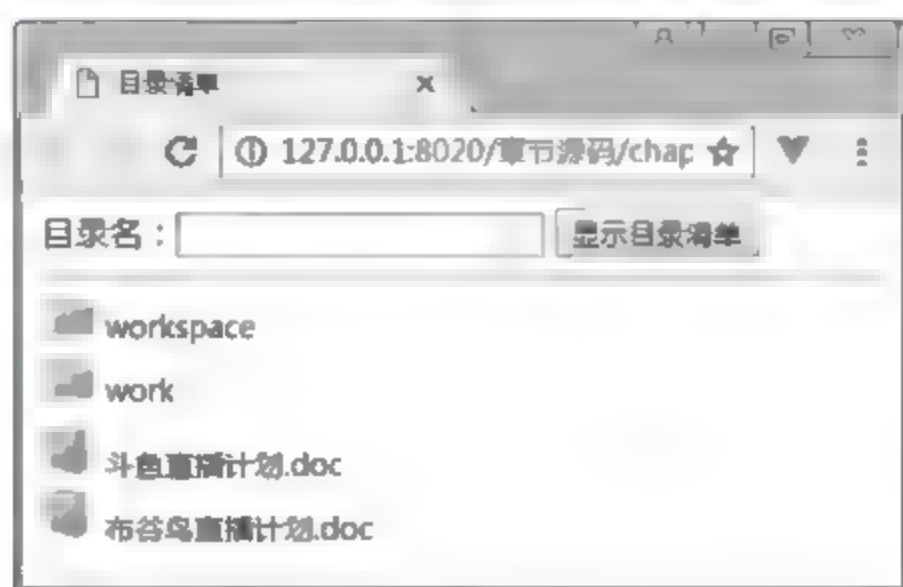 目录清单
127.0.0.1:8020/章节源码/chap
目录名：
显示目录清单
workspace
work
斗鱼直播计划.doc
布谷鸟直播计划.doc